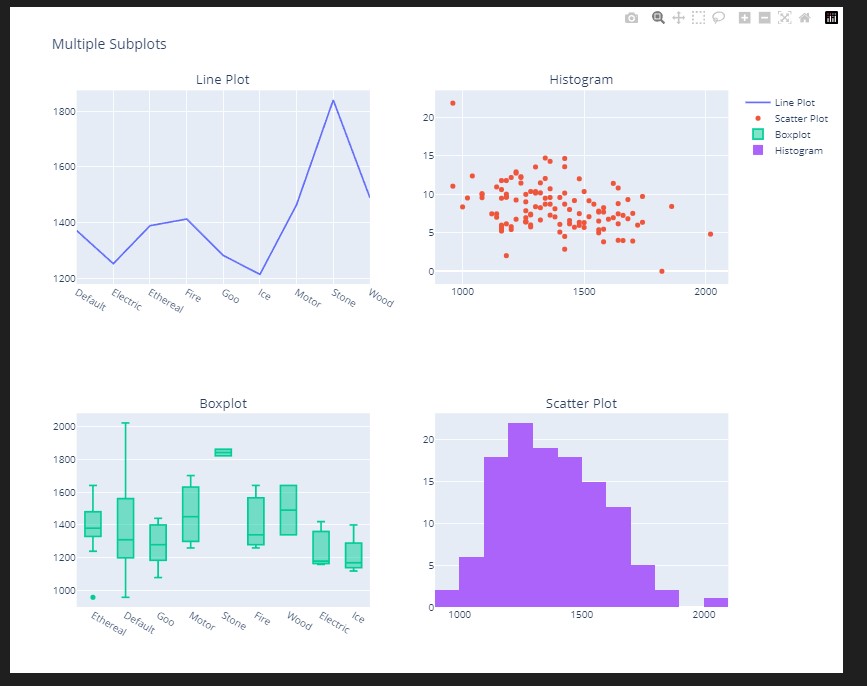 Multiple Subplots
Line Plot
1800
1600
1400
1200
Default
Electric
Ethereal
Fire
Goo
Ice
Motor
Stone
Wood
Histogram
20
15
10
5
0
1000
1500
2000
Line Plot
Scatter Plot
Boxplot
Histogram
Boxplot
2000
1800
1600
1400
1200
1000
Ethereal
Default
Goo
Motor
Stone
Fire
Wood
Electric
Ice
Scatter Plot
20
15
10
5
0
1000
1500
2000